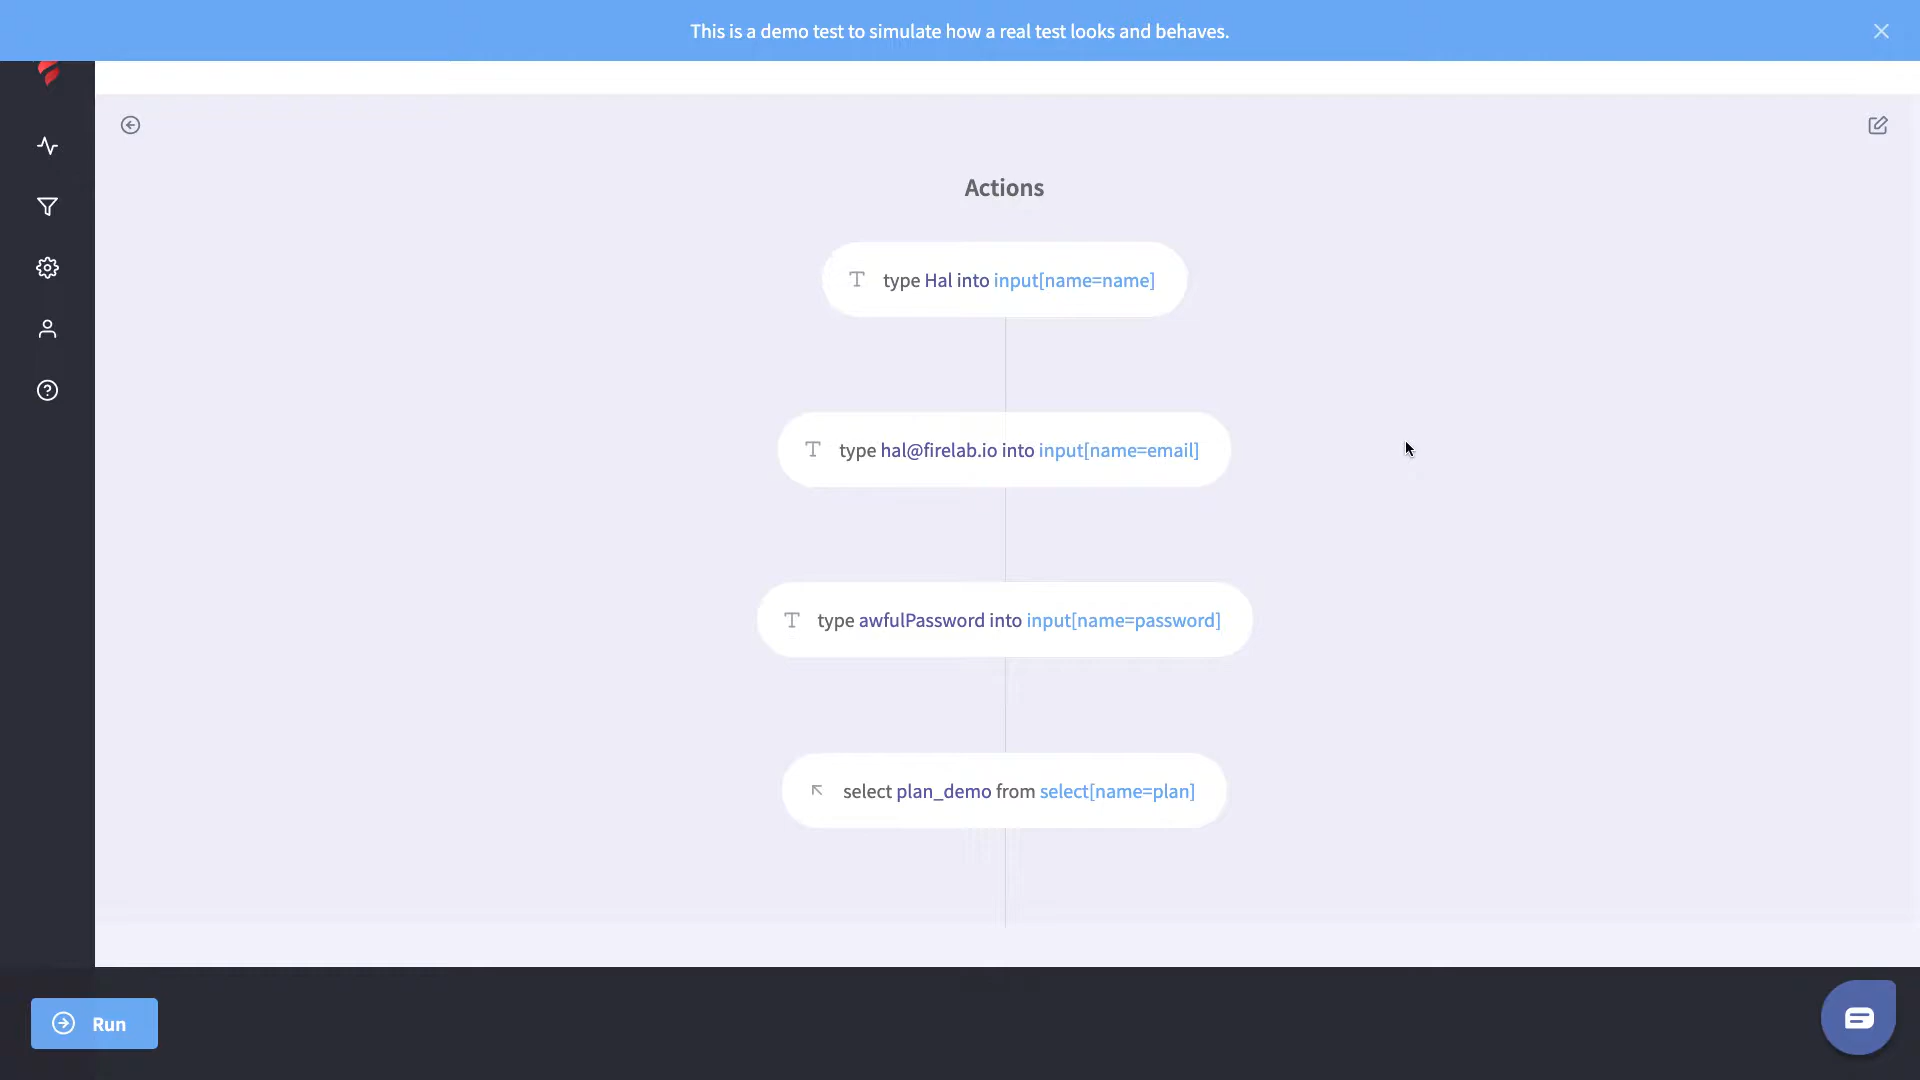 This is a demo test to simulate how a real test looks and behaves.
Actions
type Hal into input[name=name]
type hal@firelab.io into input[name=email]
type awfulPassword into input[name=password]
select plan_demo from select[name=plan]
Run